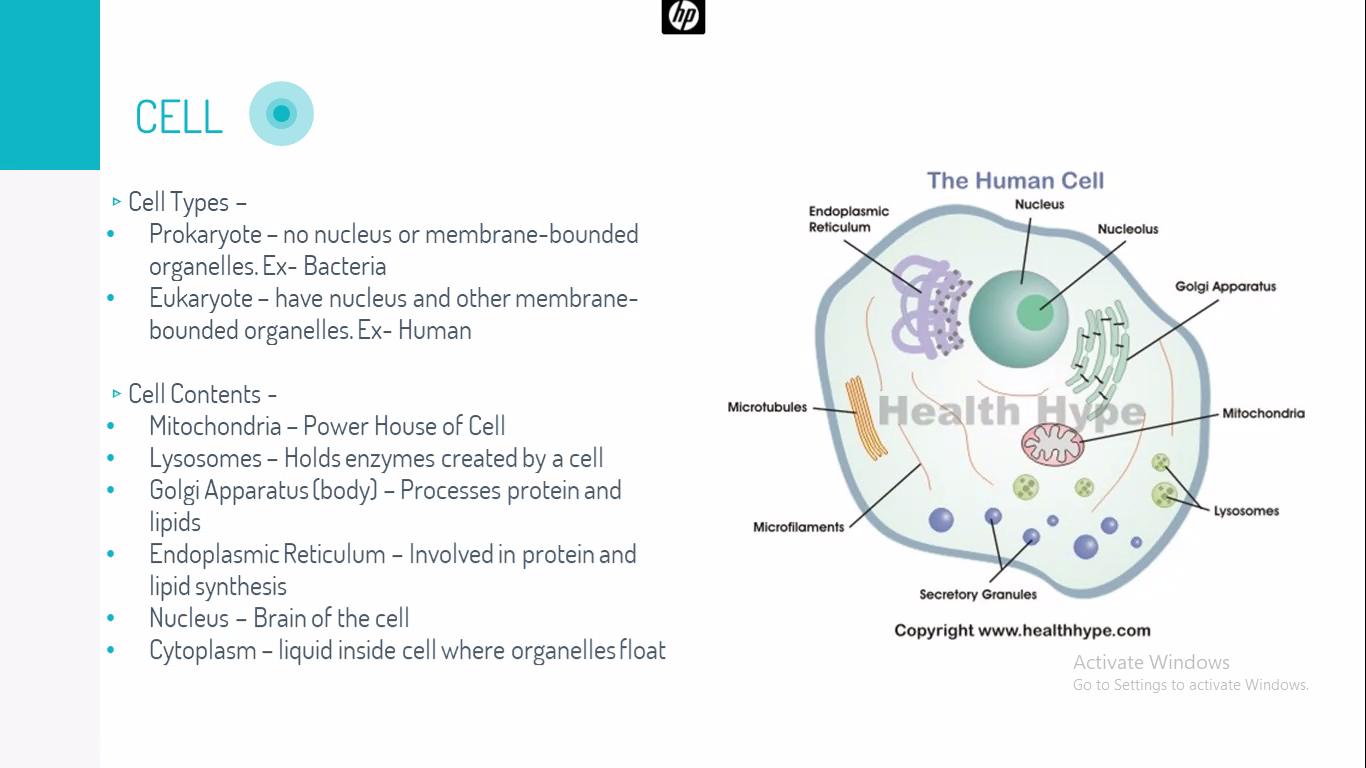 hp
CELL
Cell Types –
Prokaryote – no nucleus or membrane-bounded
organelles. Ex- Bacteria
Eukaryote – have nucleus and other membrane-
bounded organelles. Ex- Human
Cell Contents -
Mitochondria – Power House of Cell
Lysosomes – Holds enzymes created by a cell
Golgi Apparatus (body) – Processes protein and
lipids
Endoplasmic Reticulum – Involved in protein and
lipid synthesis
Nucleus – Brain of the cell
Cytoplasm – liquid inside cell where organelles float
The Human Cell
Nucleus
Endoplasmic
Reticulum
Nucleolus
Golgi Apparatus
Microtubules
Health Hype
Mitochondria
Lysosomes
Microfilaments
Secretory Granules
Copyright www.healthhype.com
Activate Windows
Go to Settings to activate Windows.